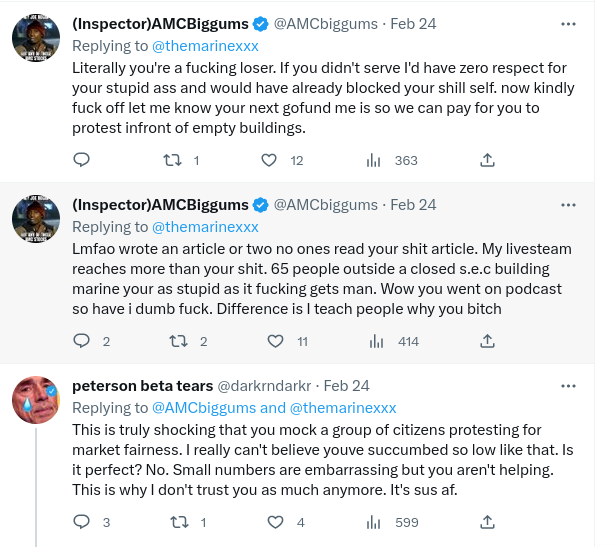 (Inspector)AMCBiggums @AMCbiggums · Feb 24
Replying to @themarinexxx
Literally you're a fucking loser. If you didn't serve I'd have zero respect for
your stupid ass and would have already blocked your shill self. now kindly
fuck off let me know your next gofund me is so we can pay for you to
protest infront of empty buildings.
1 12 363
(Inspector)AMCBiggums @AMCbiggums · Feb 24
Replying to @themarinexxx
Lmfao wrote an article or two no ones read your shit article. My livesteam
reaches more than your shit. 65 people outside a closed s.e.c building
marine your as stupid as it fucking gets man. Wow you went on podcast
so have i dumb fuck. Difference is I teach people why you bitch
2 2 11 414
peterson beta tears @darkrndarkr · Feb 24
Replying to @AMCbiggums and @themarinexxx
This is truly shocking that you mock a group of citizens protesting for
market fairness. I really can't believe youve succumbed so low like that. Is
it perfect? No. Small numbers are embarrassing but you aren't helping.
This is why I don't trust you as much anymore. It's sus af.
3 1 4 599